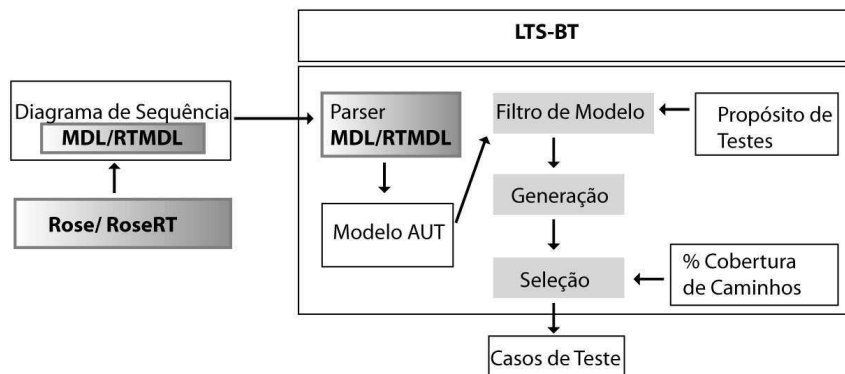 LTS-BT
Diagrama de Sequência
MDL/RTMDL
Rose/ RoseRT
Parser
MDL/RTMDL
Modelo AUT
Filtro de Modelo
Propósito de
Testes
Generação
Seleção
% Cobertura
de Caminhos
Casos de Teste